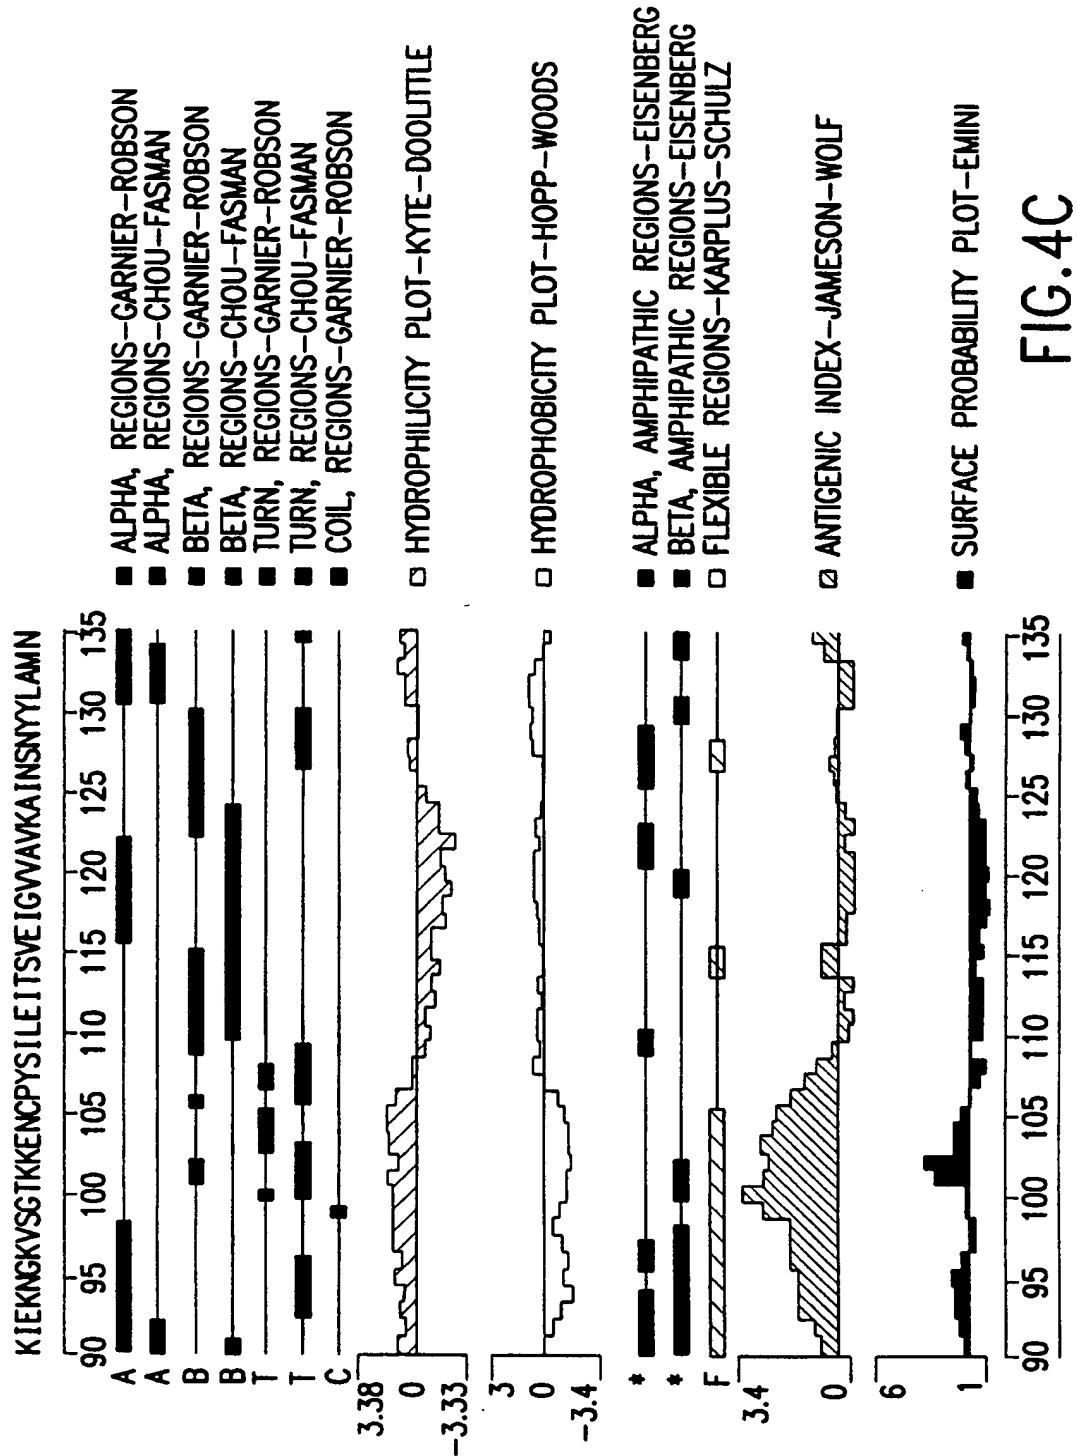 KIEKNGKVSGTKKENCPYSILEITSVEIGVVAVKAINSNYYLAMN
90 95 100 105 110 115 120 125 130 135
A ALPHA, REGIONS-GARNIER-ROBSON
A ALPHA, REGIONS-CHOU-FASMAN
B BETA, REGIONS-GARNIER-ROBSON
B BETA, REGIONS-CHOU-FASMAN
T TURN, REGIONS-GARNIER-ROBSON
T TURN, REGIONS-CHOU-FASMAN
C COIL, REGIONS-GARNIER-ROBSON
3.38
0 HYDROPHILICITY PLOT-KYTE-DOOLITTLE
-3.33
3
0 HYDROPHOBICITY PLOT-HOPP-WOODS
-3.4
* ALPHA, AMPHIPATHIC REGIONS-EISENBERG
* BETA, AMPHIPATHIC REGIONS-EISENBERG
F FLEXIBLE REGIONS-KARPLUS-SCHULZ
3.4
0 ANTIGENIC INDEX-JAMESON-WOLF
6
1 SURFACE PROBABILITY PLOT-EMINI
90 95 100 105 110 115 120 125 130 135
FIG.4C